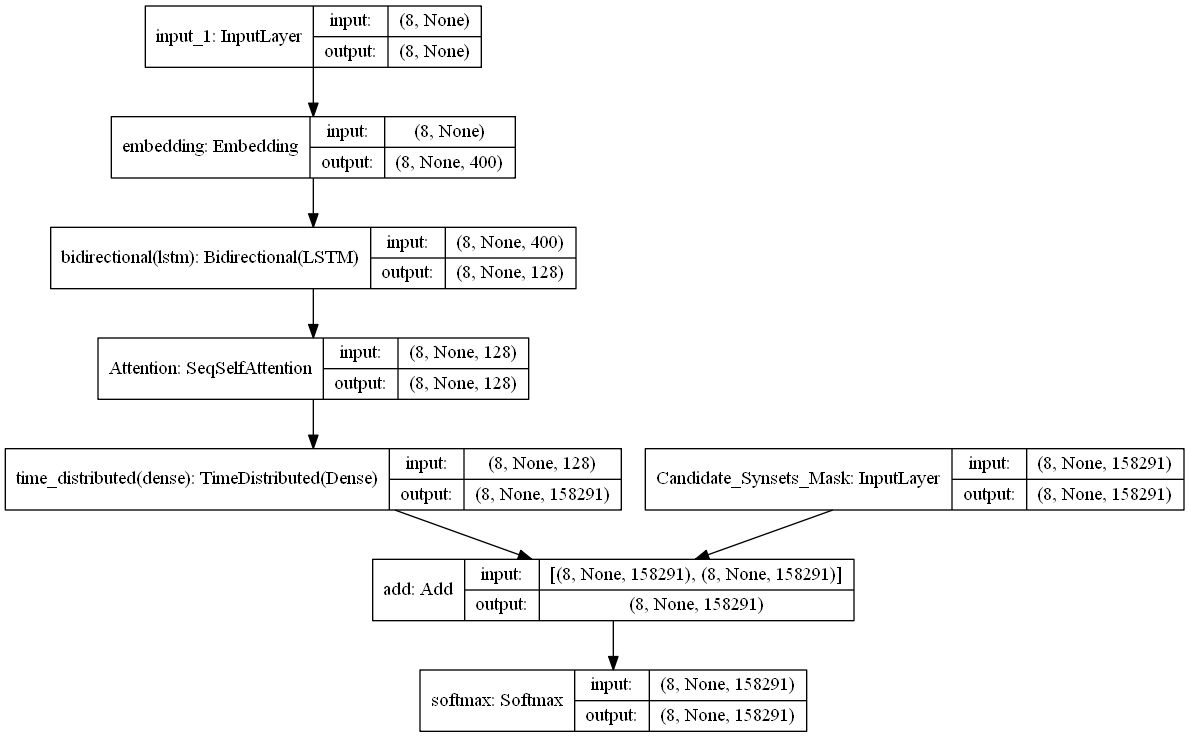 input_1: InputLayer
input: (8, None)
output: (8, None)
embedding: Embedding
input: (8, None)
output: (8, None, 400)
bidirectional(lstm): Bidirectional(LSTM)
input: (8, None, 400)
output: (8, None, 128)
Attention: SeqSelfAttention
input: (8, None, 128)
output: (8, None, 128)
time_distributed(dense): TimeDistributed(Dense)
input: (8, None, 128)
output: (8, None, 158291)
Candidate_Synsets_Mask: InputLayer
input: (8, None, 158291)
output: (8, None, 158291)
add: Add
input: [(8, None, 158291), (8, None, 158291)]
output: (8, None, 158291)
softmax: Softmax
input: (8, None, 158291)
output: (8, None, 158291)